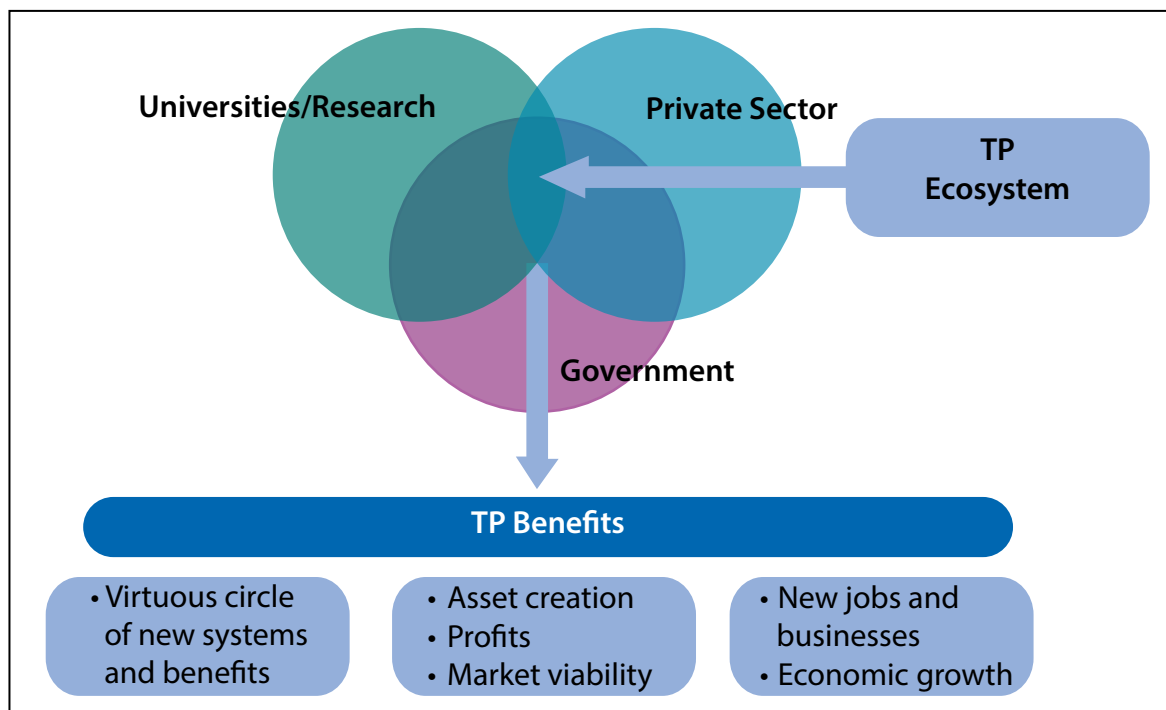 Universities/Research
Private Sector
TP
Ecosystem
Government
TP Benefits
• Virtuous circle
of new systems
and benefits
• Asset creation
• Profits
• Market viability
• New jobs and
businesses
• Economic growth